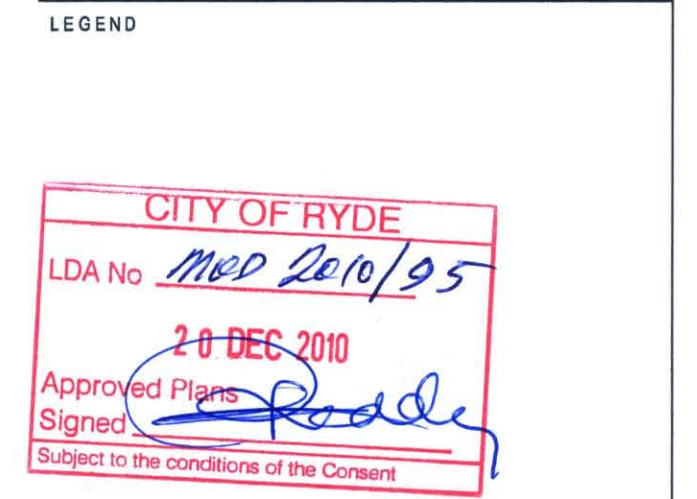 LEGEND
CITY OF RYDE
LDA No MOD 2010/95
20 DEC 2010
Approved Plans
Signed
Subject to the conditions of the Consent